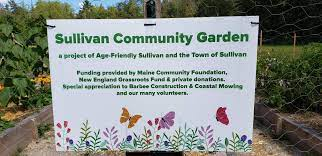 Sullivan Community Garden
a project of Age-Friendly Sullivan and the Town of Sullivan
Funding provided by Maine Community Foundation,
New England Grassroots Fund & private donations.
Special appreciation to Barbee Construction & Coastal Mowing
and our many volunteers.